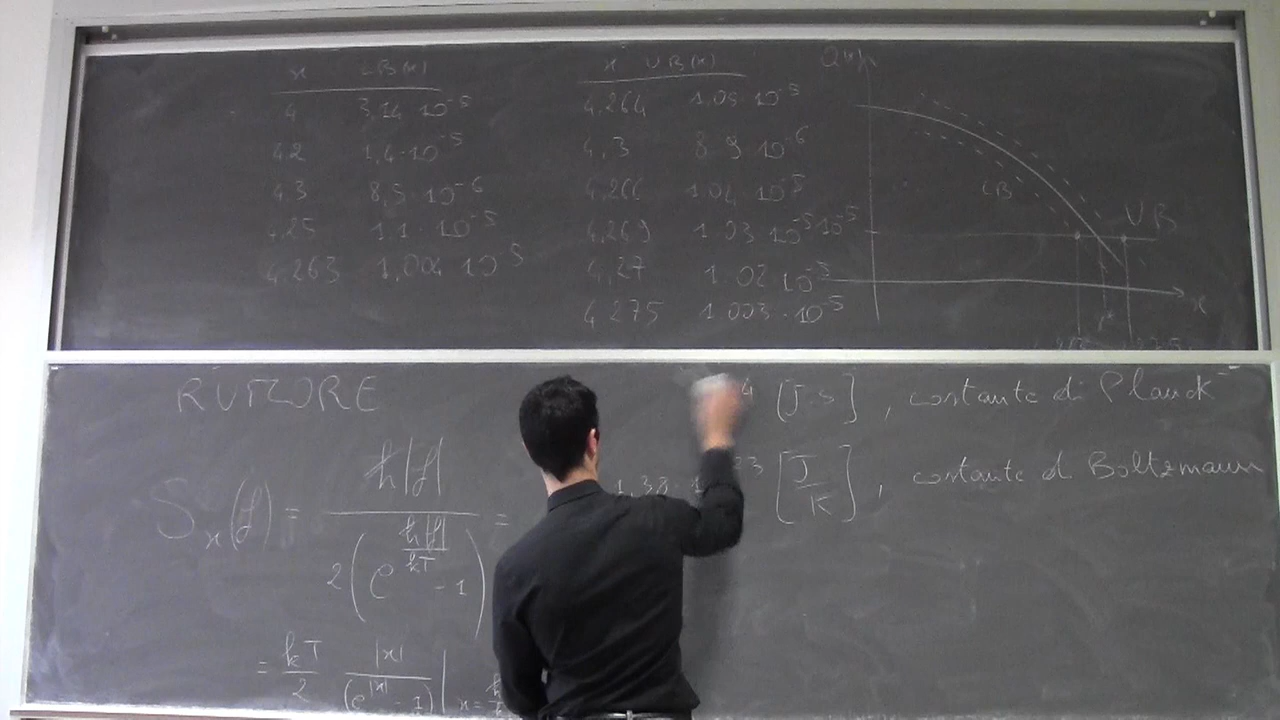 x LB(x)
4 3,14·10⁻⁵
4.2 1,4·10⁻⁵
4.3 8,5·10⁻⁶
.25 1.1·10⁻⁵
4,263 1,004 10⁻⁵
x UB(x)
4,264 1,05·10⁻⁵
4,3 8.9 10⁻⁶
4,266 1.04 10⁻⁵
4,269 1.03 10⁻⁵
4,27 1.02 10⁻⁵
4.275 1.003·10⁻⁵
Q(x)
LB
UB
10⁻⁵
x
x*
RUMORE
S_x(f) = h|f| / 2(e^(h|f|/kT) - 1) =
= kT/2 |x|/(e^|x| - 1) | x =
4 [J·s], costante di Planck
1,38·1 23 [J/K], costante di Boltzmann